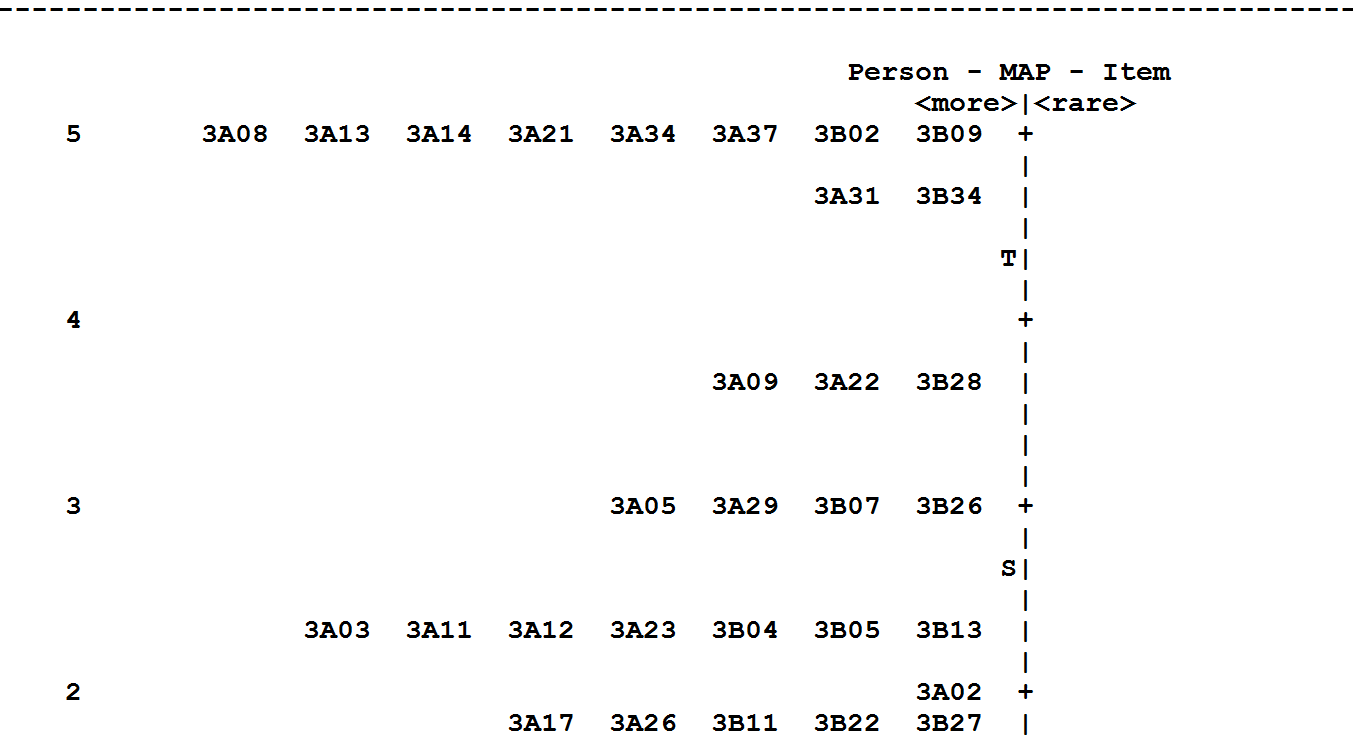 --------------------------------------------------------------------------------
Person - MAP - Item
<more>|<rare>
5 3A08 3A13 3A14 3A21 3A34 3A37 3B02 3B09 +
|
3A31 3B34 |
|
T|
|
4 +
|
3A09 3A22 3B28 |
|
|
|
3 3A05 3A29 3B07 3B26 +
|
S|
|
3A03 3A11 3A12 3A23 3B04 3B05 3B13 |
|
2 3A02 +
3A17 3A26 3B11 3B22 3B27 |